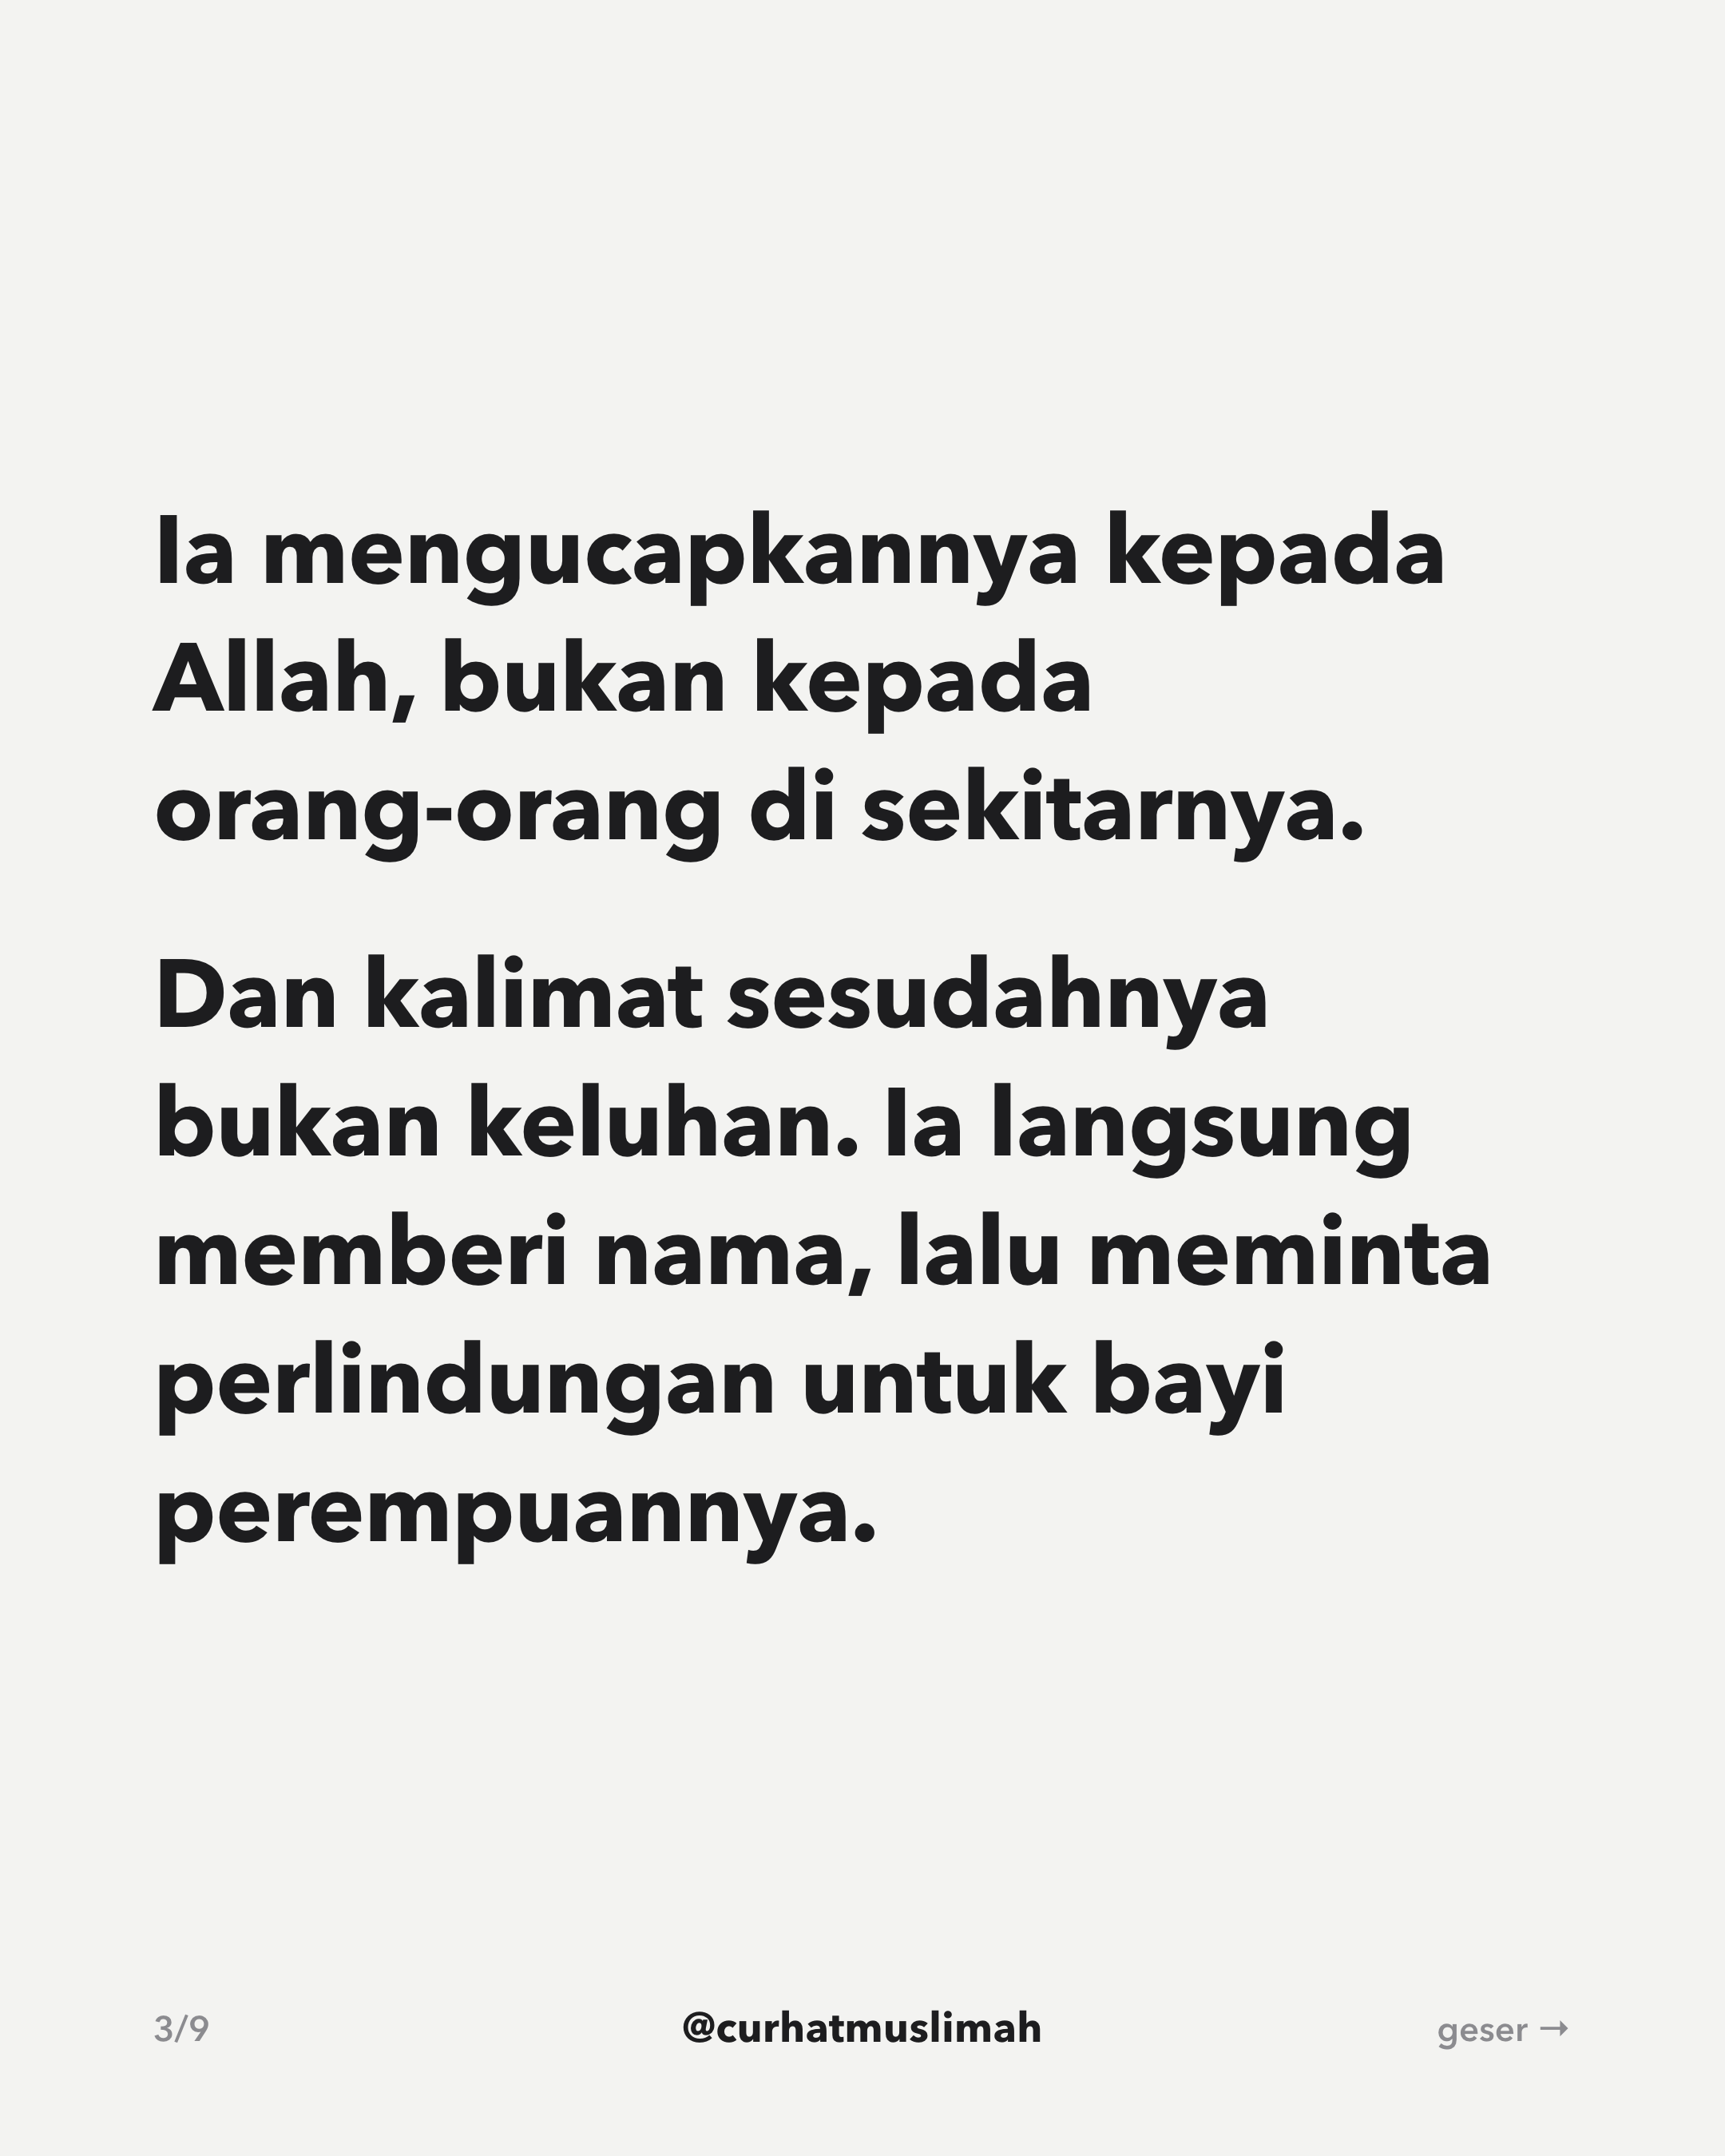 Ia mengucapkannya kepada
Allah, bukan kepada
orang-orang di sekitarnya.
Dan kalimat sesudahnya
bukan keluhan. Ia langsung
memberi nama, lalu meminta
perlindungan untuk bayi
perempuannya.
3/9
@curhatmuslimah
geser →